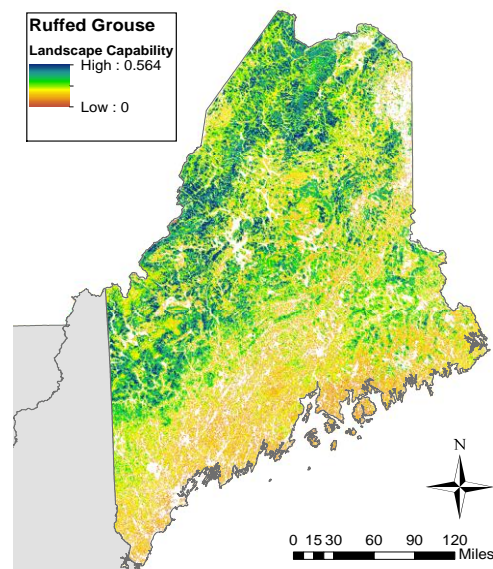 Ruffed Grouse
Landscape Capability
High : 0.564
Low : 0
N
0 15 30 60 90 120
Miles